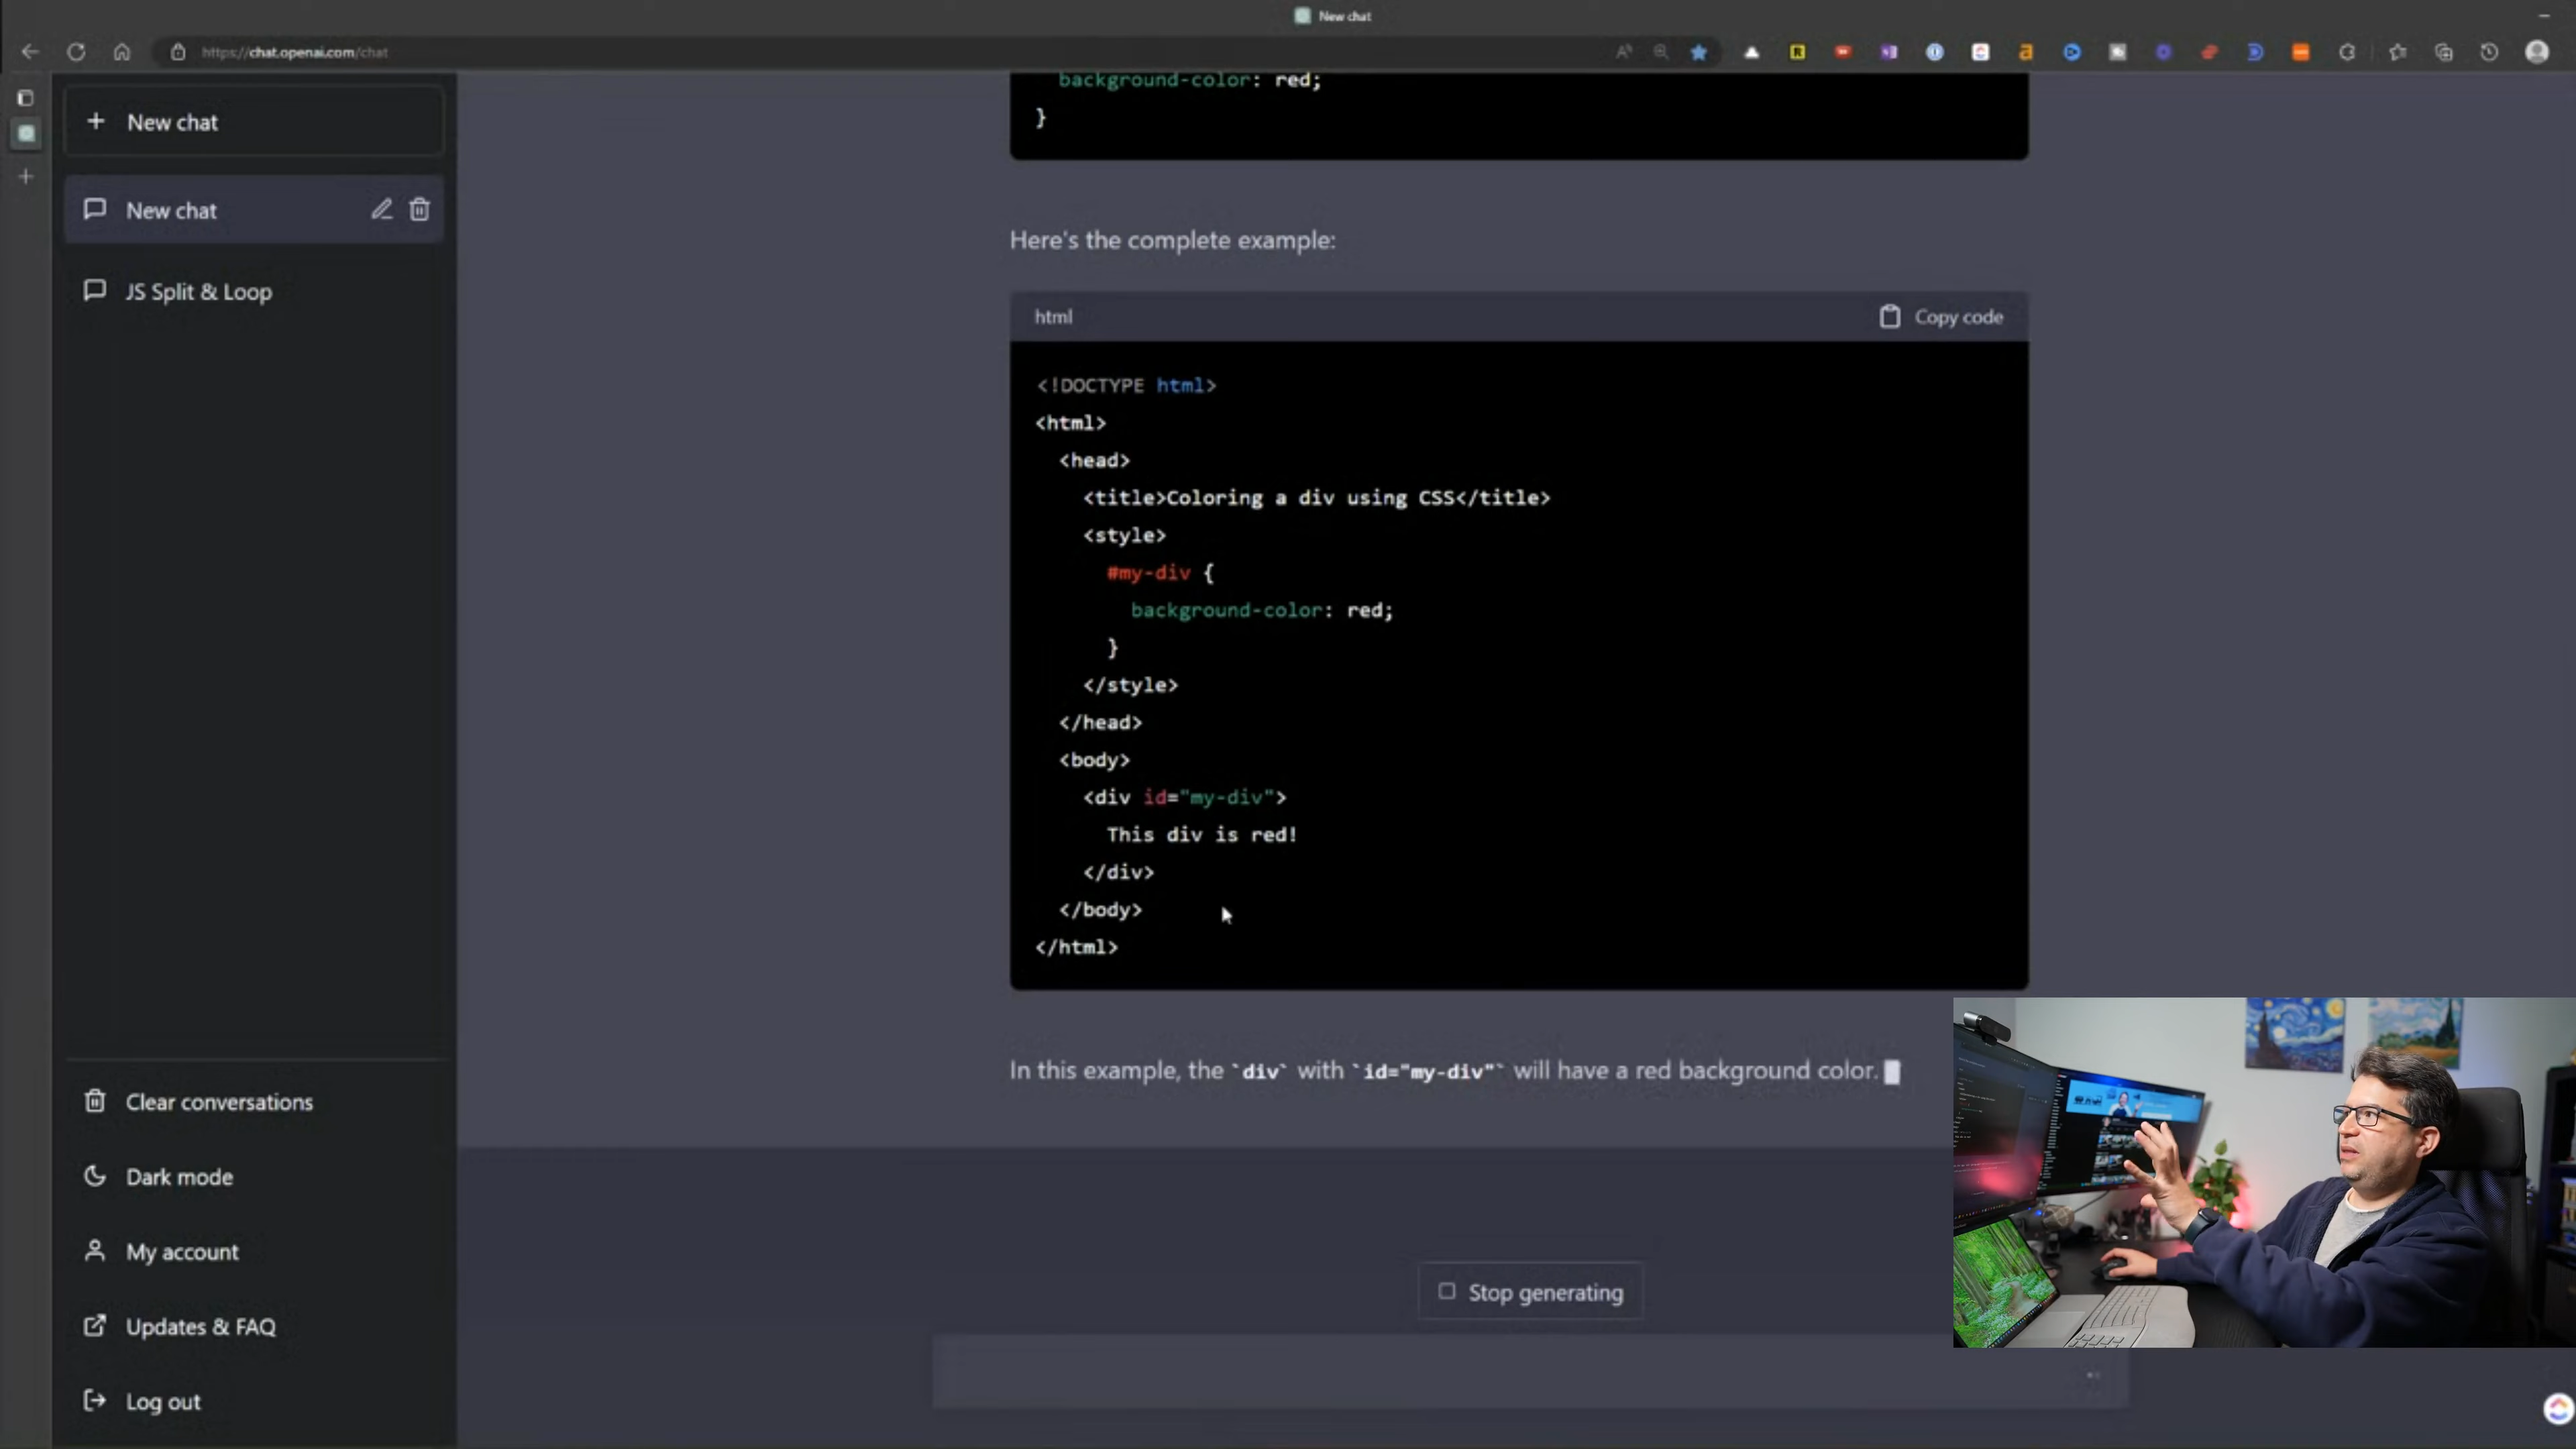 New chat
https://chat.openai.com/chat
New chat
New chat
JS Split & Loop
background-color: red;
}
Here's the complete example:
html
Copy code
<!DOCTYPE html>
<html>
<head>
<title>Coloring a div using CSS</title>
<style>
#my-div {
background-color: red;
}
</style>
</head>
<body>
<div id="my-div">
This div is red!
</div>
</body>
</html>
In this example, the `div` with `id="my-div"` will have a red background color.
Stop generating
Clear conversations
Dark mode
My account
Updates & FAQ
Log out